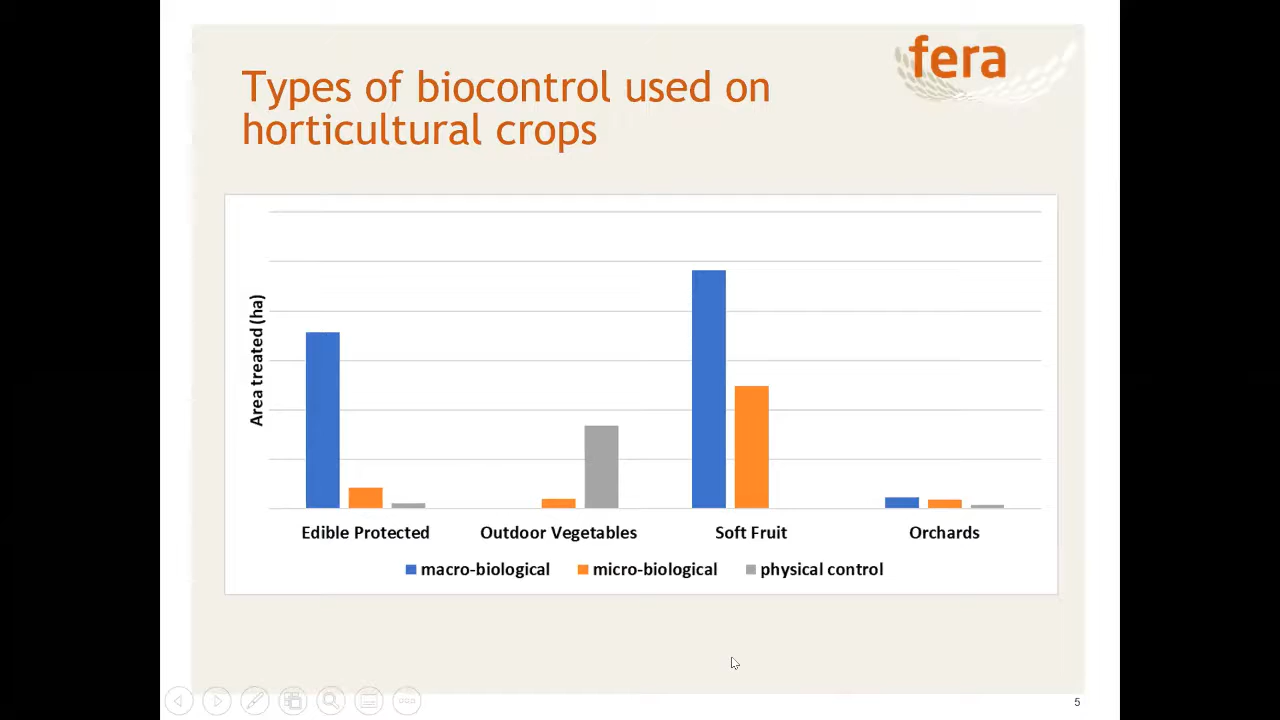 fera
Types of biocontrol used on
horticultural crops
Area treated (ha)
Edible Protected
Outdoor Vegetables
Soft Fruit
Orchards
macro-biological
micro-biological
physical control
5